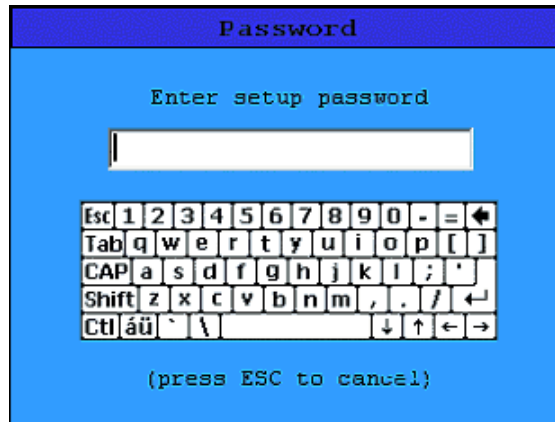 Password
Enter setup password
Esc 1 2 3 4 5 6 7 8 9 0 - = 🡄
Tab q w e r t y u i o p [ ]
CAP a s d f g h j k l ; '
Shift z x c v b n m , . / ↵
Ctl áü ` \ ↓ ↑ ← →
(press ESC to cancel)